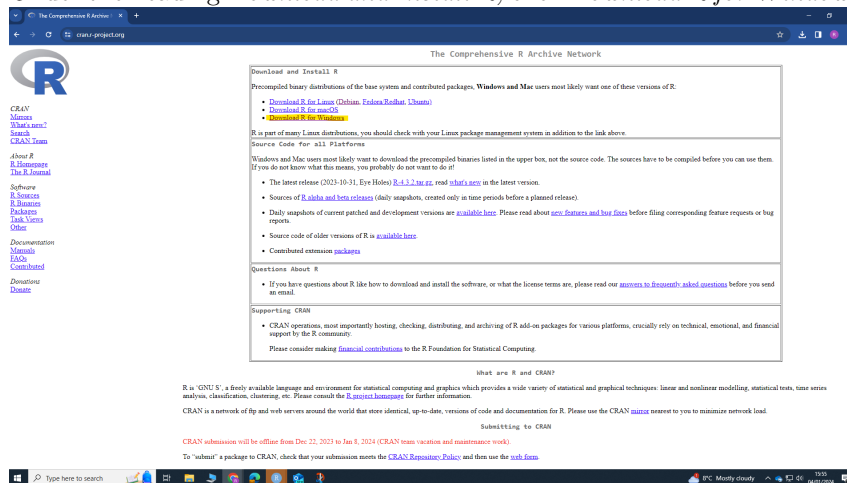 The Comprehensive R Archive
cran.r-project.org
The Comprehensive R Archive Network
R
CRAN
Mirrors
What's new?
Search
CRAN Team
About R
R Homepage
The R Journal
Software
R Sources
R Binaries
Packages
Task Views
Other
Documentation
Manuals
FAQs
Contributed
Donations
Donate
Download and Install R
Precompiled binary distributions of the base system and contributed packages, Windows and Mac users most likely want one of these versions of R:
• Download R for Linux (Debian, Fedora/Redhat, Ubuntu)
• Download R for macOS
• Download R for Windows
R is part of many Linux distributions, you should check with your Linux package management system in addition to the link above.
Source Code for all Platforms
Windows and Mac users most likely want to download the precompiled binaries listed in the upper box, not the source code. The sources have to be compiled before you can use them.
If you do not know what this means, you probably do not want to do it!
• The latest release (2023-10-31, Eye Holes) R-4.3.2.tar.gz, read what's new in the latest version.
• Sources of R alpha and beta releases (daily snapshots, created only in time periods before a planned release).
• Daily snapshots of current patched and development versions are available here. Please read about new features and bug fixes before filing corresponding feature requests or bug
reports.
• Source code of older versions of R is available here.
• Contributed extension packages
Questions About R
• If you have questions about R like how to download and install the software, or what the license terms are, please read our answers to frequently asked questions before you send
an email.
Supporting CRAN
• CRAN operations, most importantly hosting, checking, distributing, and archiving of R add-on packages for various platforms, crucially rely on technical, emotional, and financial
support by the R community.
Please consider making financial contributions to the R Foundation for Statistical Computing.
What are R and CRAN?
R is 'GNU S', a freely available language and environment for statistical computing and graphics which provides a wide variety of statistical and graphical techniques: linear and nonlinear modelling, statistical tests, time series
analysis, classification, clustering, etc. Please consult the R project homepage for further information.
CRAN is a network of ftp and web servers around the world that store identical, up-to-date, versions of code and documentation for R. Please use the CRAN mirror nearest to you to minimize network load.
Submitting to CRAN
CRAN submission will be offline from Dec 22, 2023 to Jan 8, 2024 (CRAN team vacation and maintenance work).
To "submit" a package to CRAN, check that your submission meets the CRAN Repository Policy and then use the web form.
Type here to search
8°C Mostly cloudy
15:55
04/01/2024